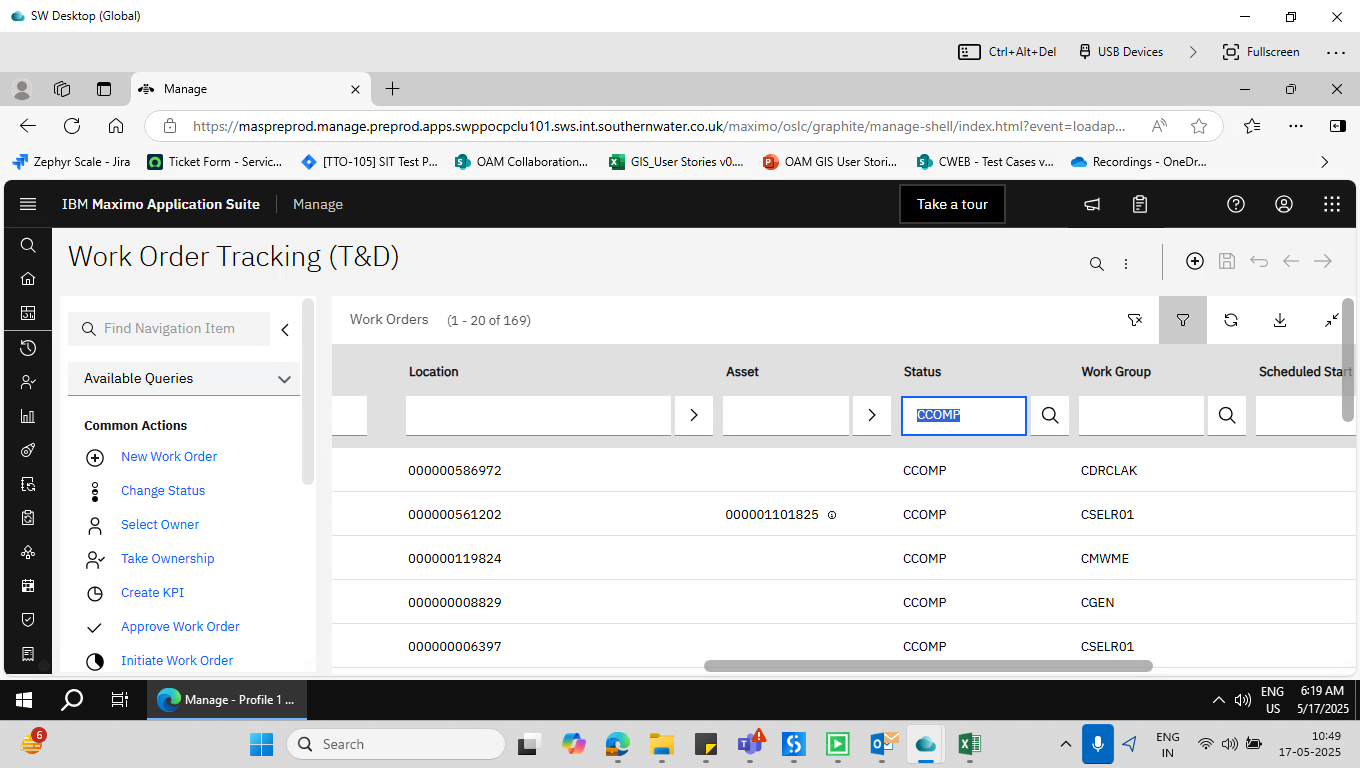 SW Desktop (Global)
Ctrl+Alt+Del
USB Devices
Fullscreen
Manage
https://maspreprod.manage.preprod.apps.swppocpclu101.sws.int.southernwater.co.uk/maximo/oslc/graphite/manage-shell/index.html?event=loadap...
Zephyr Scale - Jira
Ticket Form - Servic...
[TTO-105] SIT Test P...
OAM Collaboration...
GIS_User Stories v0....
OAM GIS User Stori...
CWEB - Test Cases v...
Recordings - OneDr...
IBM Maximo Application Suite
Manage
Take a tour
Work Order Tracking (T&D)
Find Navigation Item
Available Queries
Common Actions
New Work Order
Change Status
Select Owner
Take Ownership
Create KPI
Approve Work Order
Initiate Work Order
Work Orders (1 - 20 of 169)
Location Asset Status Work Group Scheduled Start
CCOMP
000000586972 CCOMP CDRCLAK
000000561202 000001101825 CCOMP CSELR01
000000119824 CCOMP CMWME
000000008829 CCOMP CGEN
000000006397 CCOMP CSELR01
Manage - Profile 1 ...
ENG
US
6:19 AM
5/17/2025
6
Search
ENG
IN
10:49
17-05-2025